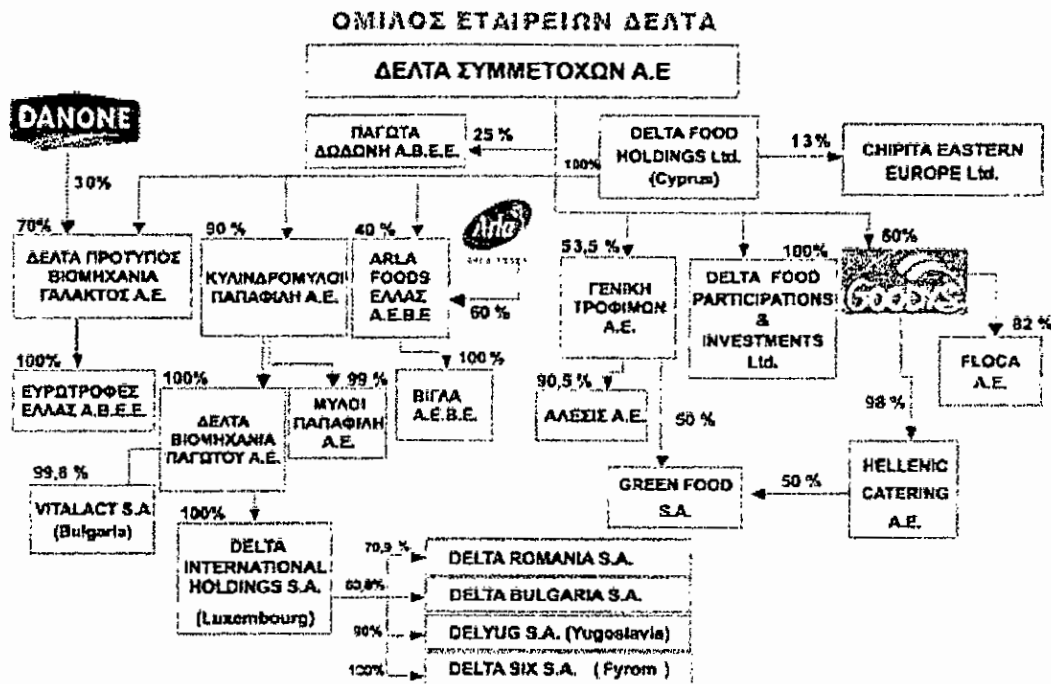 ΟΜΙΛΟΣ ΕΤΑΙΡΕΙΩΝ ΔΕΛΤΑ
ΔΕΛΤΑ ΣΥΜΜΕΤΟΧΩΝ Α.Ε
DANONE
30%
ΠΑΓΩΤΑ
ΔΩΔΩΝΗ Α.Β.Ε.Ε.
25 %
100%
DELTA FOOD
HOLDINGS Ltd.
(Cyprus)
13%
CHIPITA EASTERN
EUROPE Ltd.
70%
ΔΕΛΤΑ ΠΡΟΤΥΠΟΣ
ΒΙΟΜΗΧΑΝΙΑ
ΓΑΛΑΚΤΟΣ Α.Ε.
90 %
ΚΥΛΙΝΔΡΟΜΥΛΟΙ
ΠΑΠΑΦΙΛΗ Α.Ε.
40 %
ARLA
FOODS
ΕΛΛΑΣ
Α.Ε.Β.Ε
Arla
60 %
53,5 %
ΓΕΝΙΚΗ
ΤΡΟΦΙΜΩΝ
Α.Ε.
100%
DELTA FOOD
PARTICIPATIONS
&
INVESTMENTS
Ltd.
60%
GOODY'S
82 %
FLOCA
Α.Ε.
100%
ΕΥΡΩΤΡΟΦΕΣ
ΕΛΛΑΣ Α.Β.Ε.Ε.
100%
ΔΕΛΤΑ
ΒΙΟΜΗΧΑΝΙΑ
ΠΑΓΩΤΟΥ Α.Ε.
99 %
ΜΥΛΟΙ
ΠΑΠΑΦΙΛΗ
Α.Ε.
100 %
ΒΙΓΛΑ
Α.Ε.Β.Ε.
90,5 %
ΑΛΕΣΙΣ Α.Ε.
50 %
98 %
GREEN FOOD
S.A.
50 %
HELLENIC
CATERING
Α.Ε.
99,8 %
VITALACT S.A
(Bulgaria)
100%
DELTA
INTERNATIONAL
HOLDINGS S.A.
(Luxembourg)
70,9 %
DELTA ROMANIA S.A.
DELTA BULGARIA S.A.
90%
DELYUG S.A. (Yugoslavia)
100%
DELTA SIX S.A. (Fyrom)